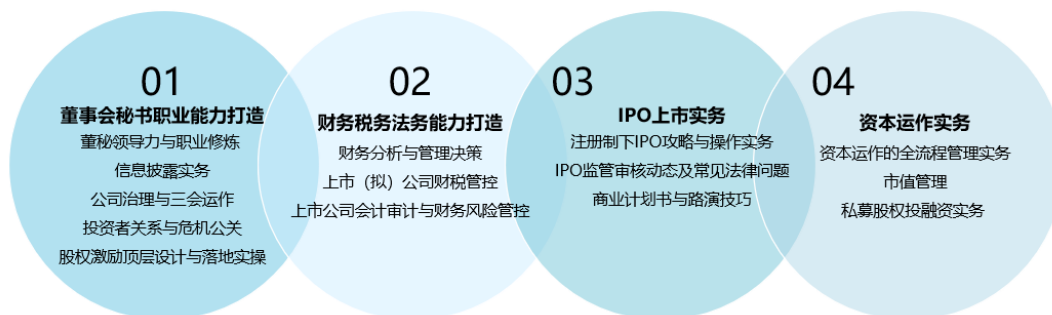 01
董事会秘书职业能力打造
董秘领导力与职业修炼
信息披露实务
公司治理与三会运作
投资者关系与危机公关
股权激励顶层设计与落地实操
02
财务税务法务能力打造
财务分析与管理决策
上市（拟）公司财税管控
上市公司会计审计与财务风险管控
03
IPO上市实务
注册制下IPO攻略与操作实务
IPO监管审核动态及常见法律问题
商业计划书与路演技巧
04
资本运作实务
资本运作的全流程管理实务
市值管理
私募股权投融资实务